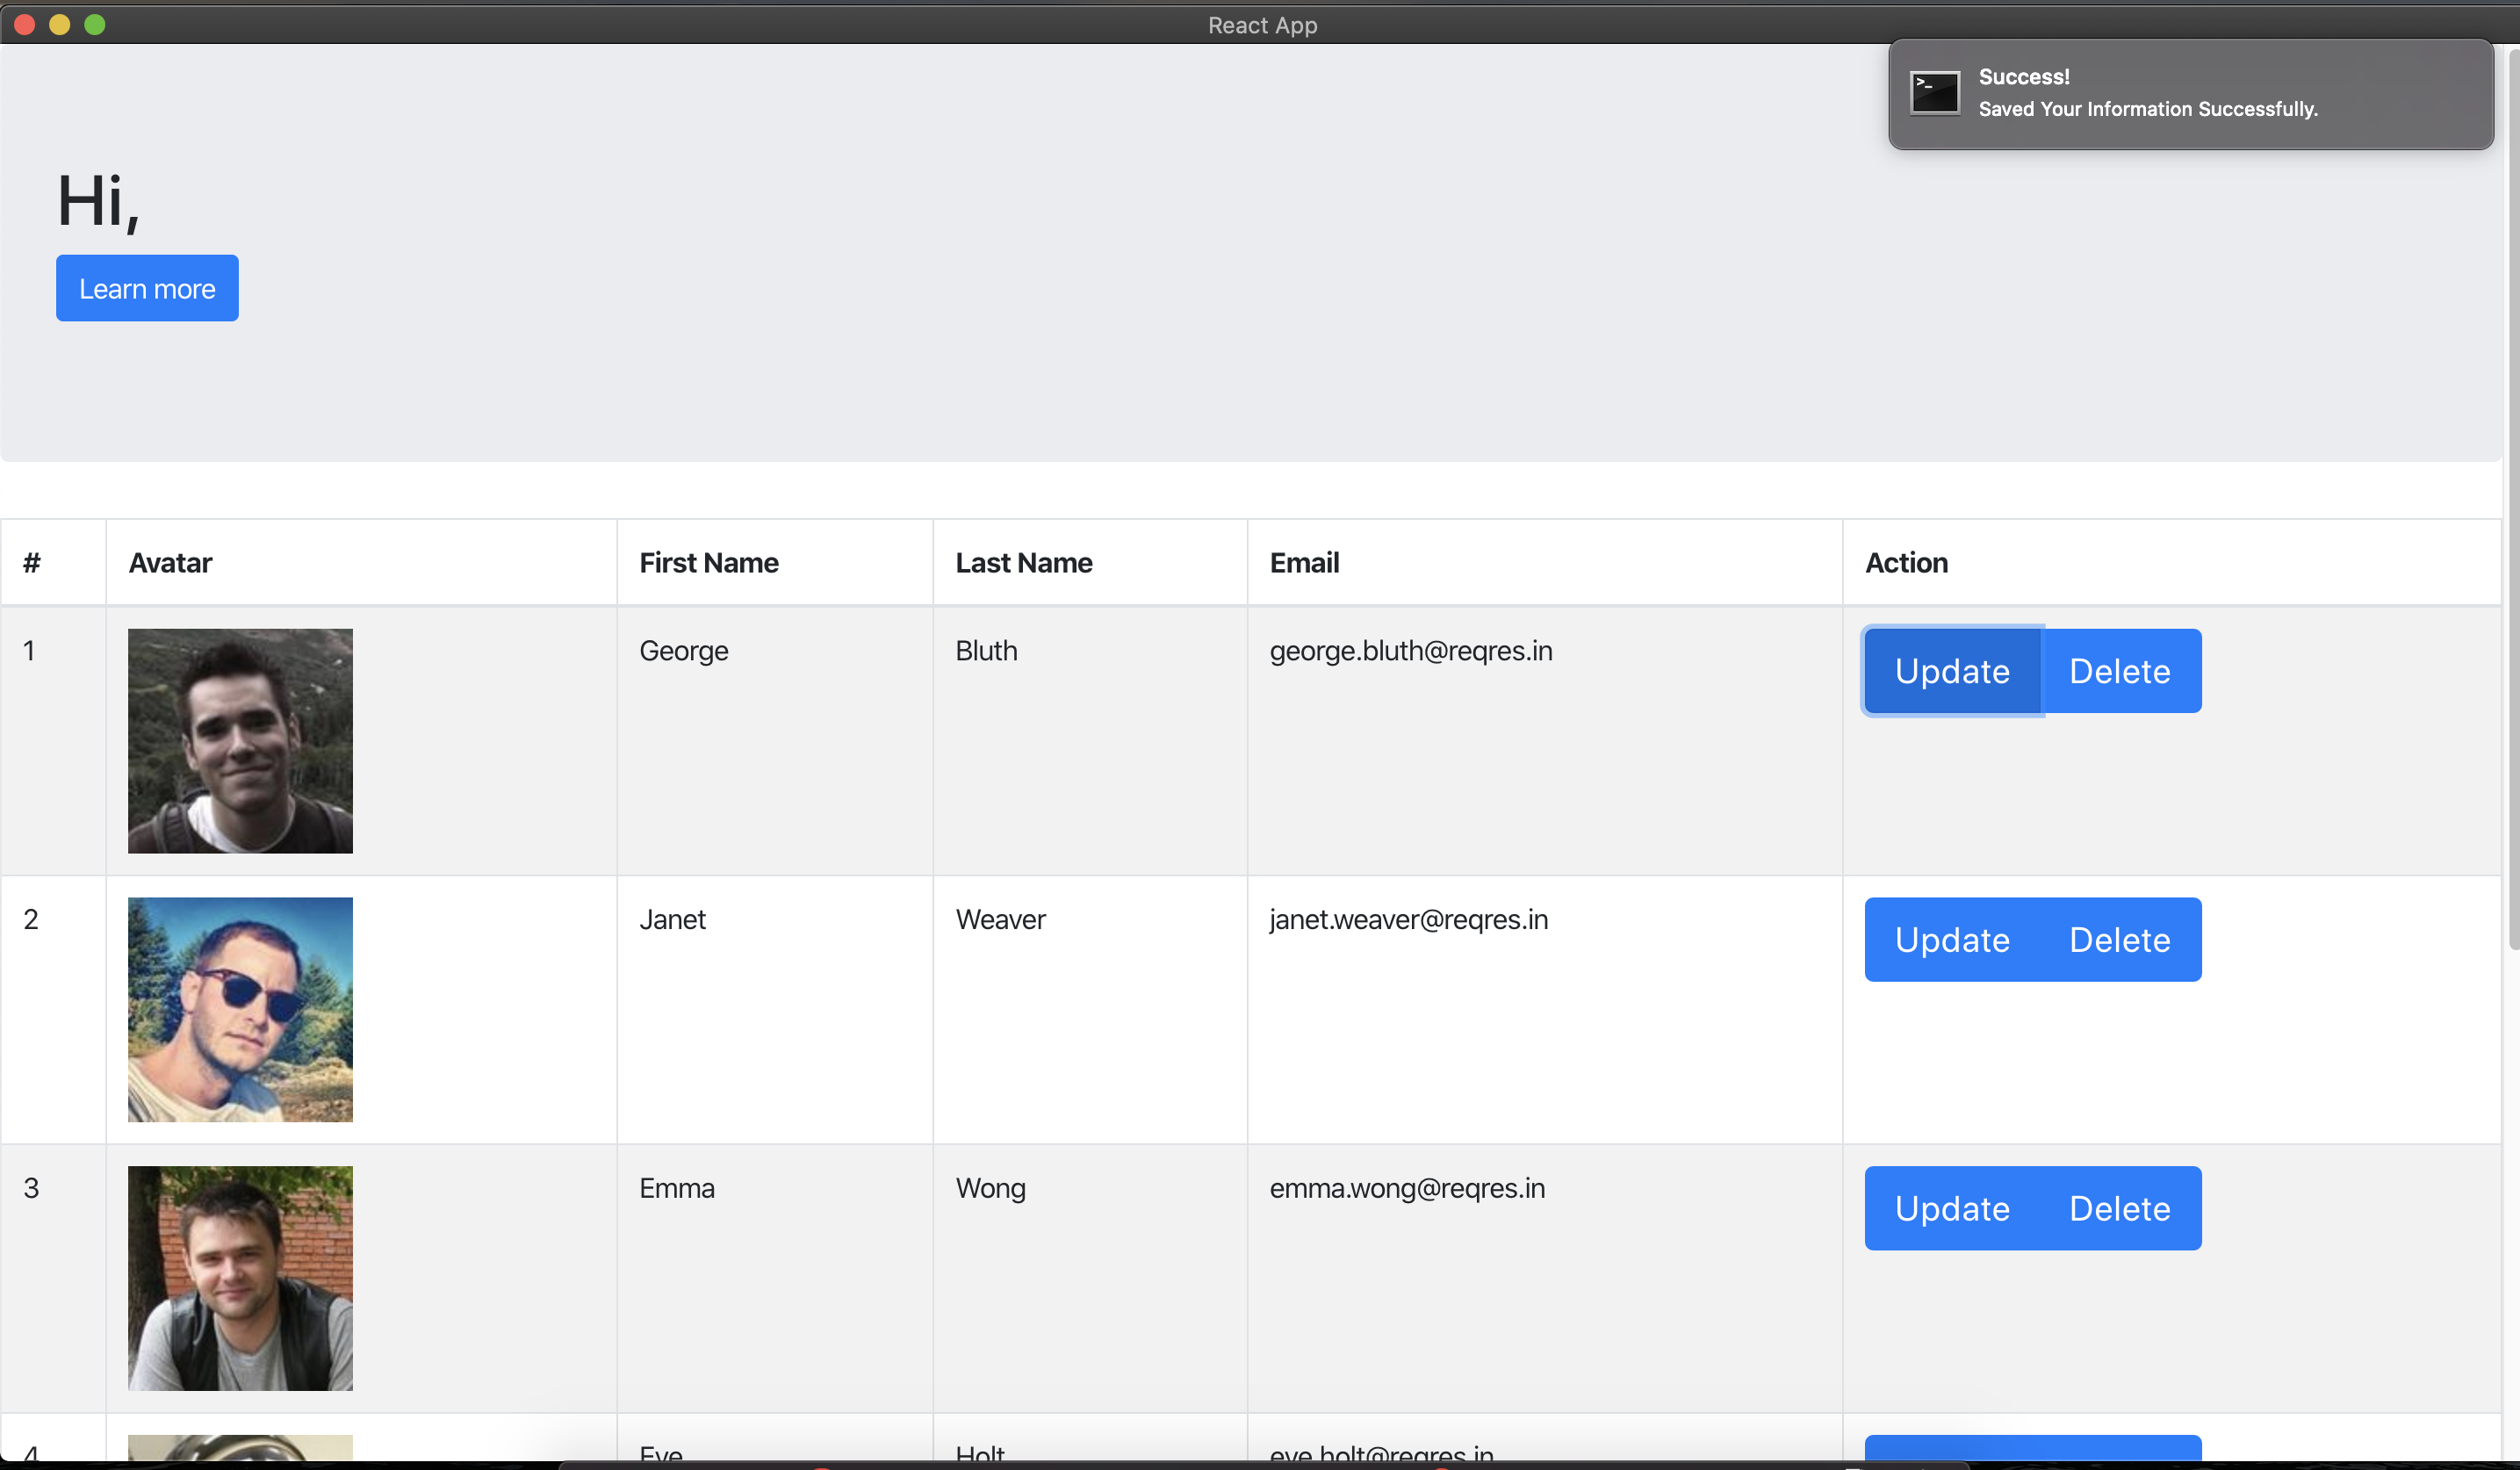 React App
>_
Success!
Saved Your Information Successfully.
Hi,
Learn more
# Avatar First Name Last Name Email Action
1 George Bluth george.bluth@reqres.in Update Delete
2 Janet Weaver janet.weaver@reqres.in Update Delete
3 Emma Wong emma.wong@reqres.in Update Delete
4 Eve Holt eve.holt@reqres.in